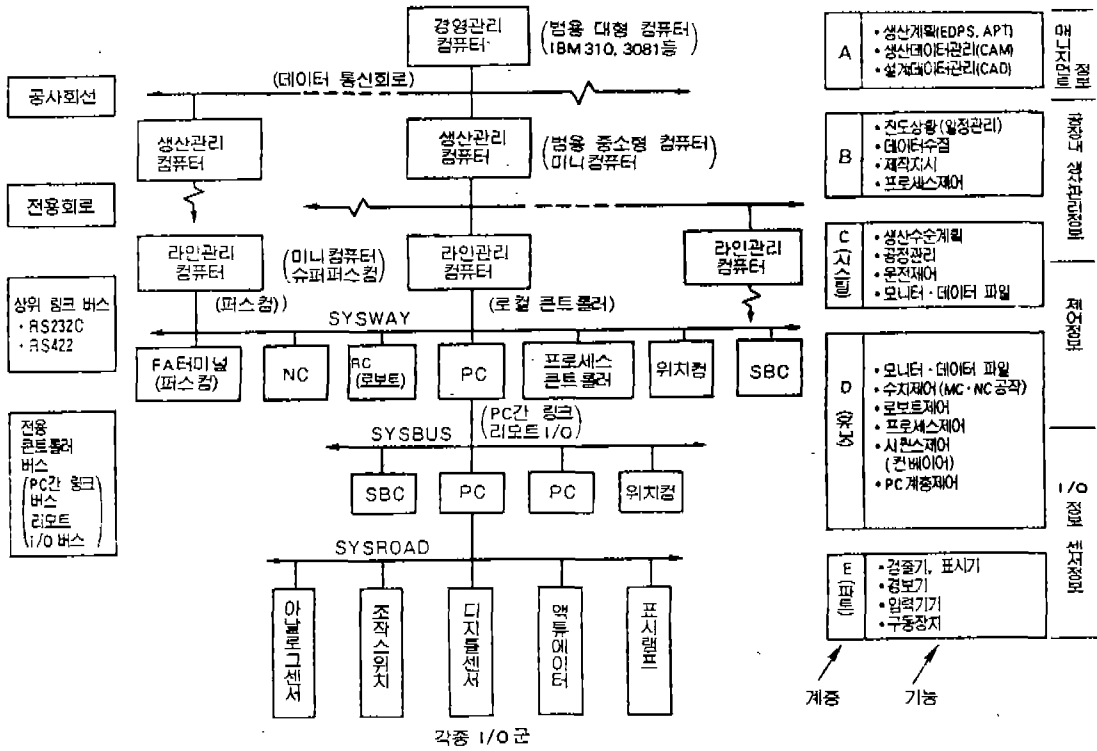 경영관리
컴퓨터
(범용 대형 컴퓨터
IBM 310, 3081등)
(데이터 통신회로)
공사회선
생산관리
컴퓨터
생산관리
컴퓨터
(범용 중소형 컴퓨터
미니컴퓨터)
전용회로
라인관리
컴퓨터
(미니컴퓨터
슈퍼퍼스컴)
라인관리
컴퓨터
라인관리
컴퓨터
상위 링크 버스
• RS232C
• RS422
(퍼스컴)
(로컬 콘트롤러)
SYSWAY
FA터미널
(퍼스컴)
NC
RC
(로보트)
PC
프로세스
콘트롤러
위치컴
SBC
전용
콘트롤러
버스
(PC간 링크
버스
리모트
I/O 버스)
(PC간 링크
리모트 I/O)
SYSBUS
SBC
PC
PC
위치컴
SYSROAD
아날로그센서
조작스위치
디지틀센서
액튜에이터
표시램프
각종 I/O군
A
• 생산계획(EDPS, APT)
• 생산데이터관리(CAM)
• 설계데이터관리(CAD)
매니지먼트 정보
B
• 진도상황(일정관리)
• 데이터수집
• 제작지시
• 프로세스제어
공장내 생산관리정보
C
(시스템)
• 생산수순계획
• 공정관리
• 운전제어
• 모니터·데이터 파일
제어정보
D
• 모니터·데이터 파일
• 수치제어(MC·NC공작)
• 로보트제어
• 프로세스제어
• 시퀀스제어
(컨베이어)
• PC계층제어
I/O 정보 센서정보
E
(파트)
• 검출기, 표시기
• 경보기
• 입력기기
• 구동장치
계층
기능